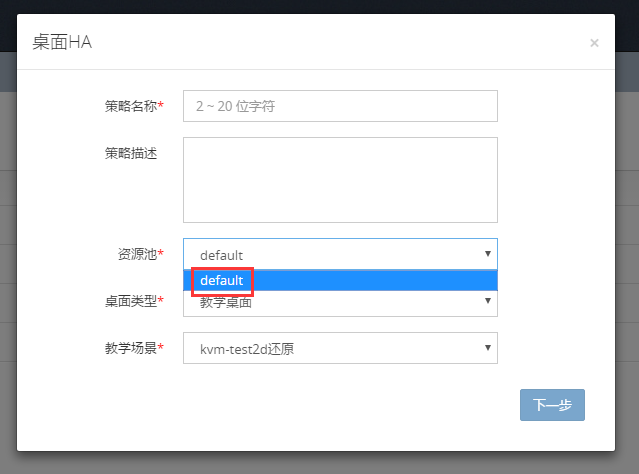 桌面HA
×
策略名称*
2 ~ 20 位字符
策略描述
资源池*
default
default
桌面类型*
教学桌面
教学场景*
kvm-test2d还原
下一步